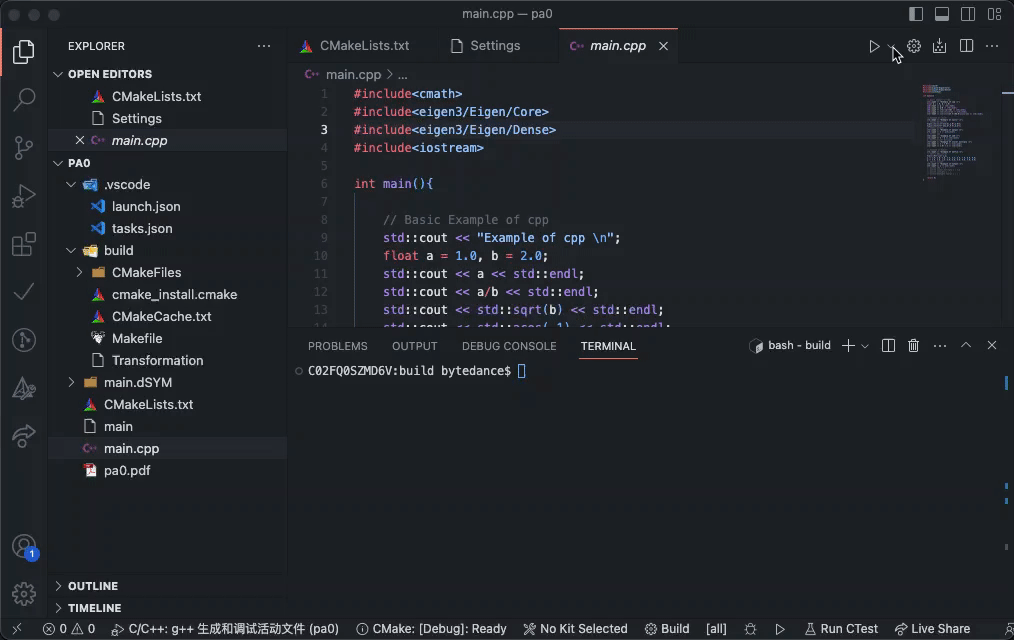 main.cpp — pa0
EXPLORER
OPEN EDITORS
CMakeLists.txt
Settings
main.cpp
PA0
.vscode
launch.json
tasks.json
build
CMakeFiles
cmake_install.cmake
CMakeCache.txt
Makefile
Transformation
main.dSYM
CMakeLists.txt
main
C++ main.cpp
pa0.pdf
OUTLINE
TIMELINE
CMakeLists.txt Settings C++ main.cpp
C++ main.cpp > ...
1 #include<cmath>
2 #include<eigen3/Eigen/Core>
3 #include<eigen3/Eigen/Dense>
4 #include<iostream>
5
6 int main(){
7
8 // Basic Example of cpp
9 std::cout << "Example of cpp \n";
10 float a = 1.0, b = 2.0;
11 std::cout << a << std::endl;
12 std::cout << a/b << std::endl;
13 std::cout << std::sqrt(b) << std::endl;
14 std::cout << std::acos(-1) << std::endl;
PROBLEMS OUTPUT DEBUG CONSOLE TERMINAL bash - build
C02FQ0SZMD6V:build bytedance$
1
0 0 C/C++: g++ 生成和调试活动文件 (pa0) CMake: [Debug]: Ready No Kit Selected Build [all] Run CTest Live Share